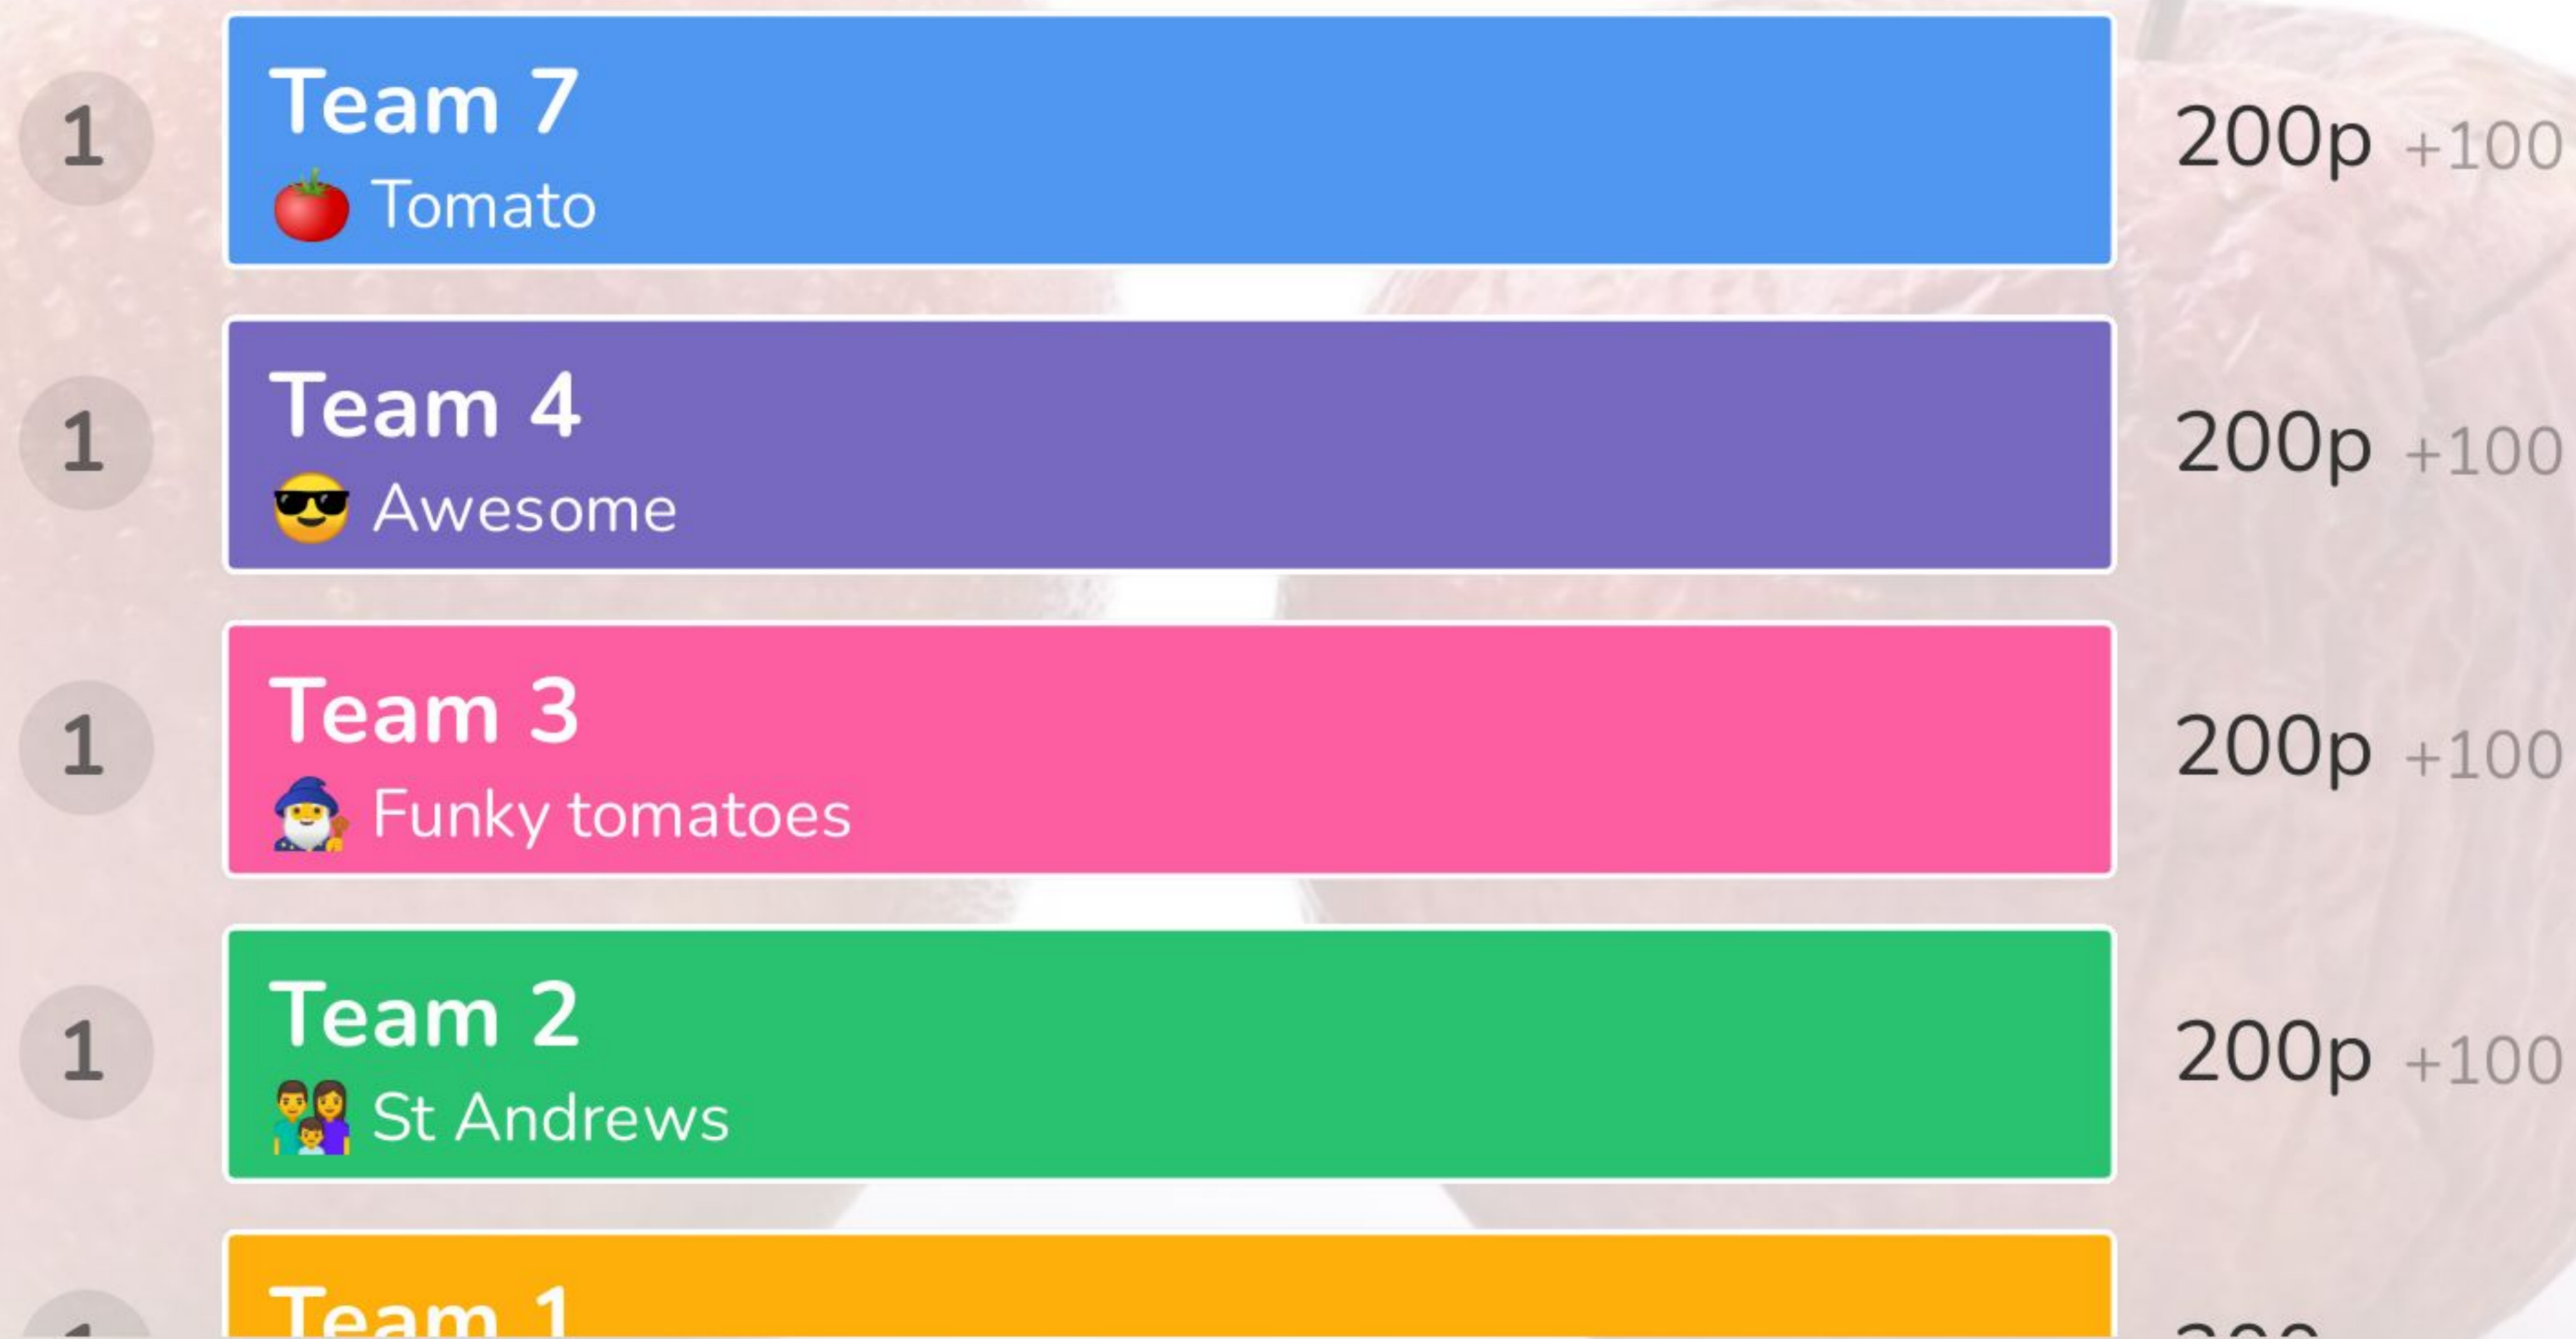 1
Team 7
Tomato
200p +100
1
Team 4
Awesome
200p +100
1
Team 3
Funky tomatoes
200p +100
1
Team 2
St Andrews
200p +100
Team 1